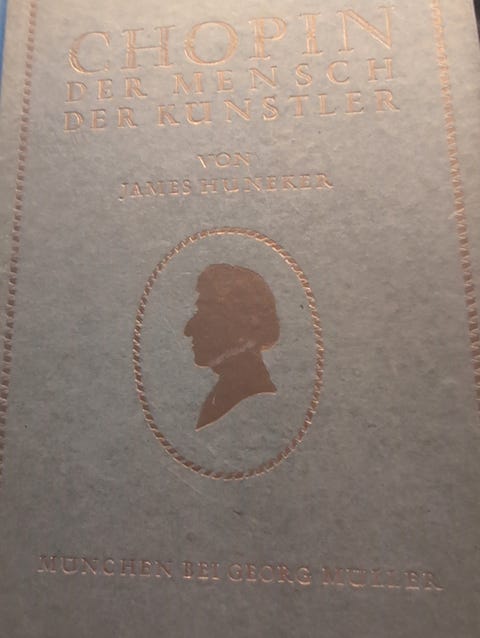 CHOPIN
DER MENSCH
DER KÜNSTLER
VON
JAMES HUNEKER
MÜNCHEN BEI GEORG MÜLLER